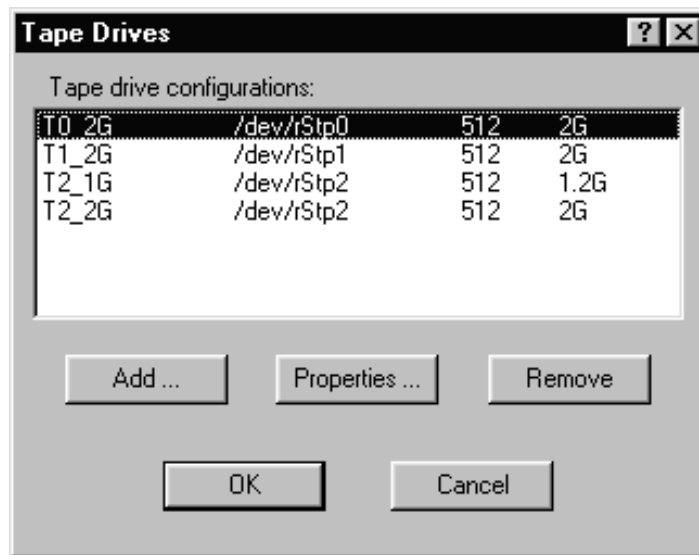 Tape Drives
Tape drive configurations:
T0_2G /dev/rStp0 512 2G
T1_2G /dev/rStp1 512 2G
T2_1G /dev/rStp2 512 1.2G
T2_2G /dev/rStp2 512 2G
Add ... Properties ... Remove
OK Cancel